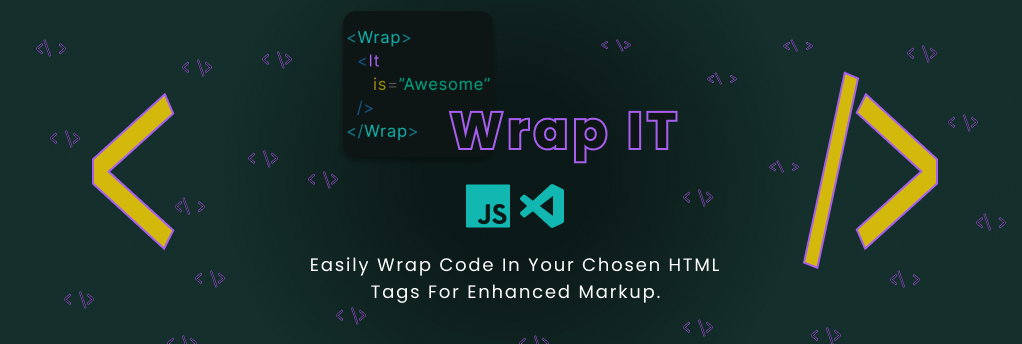 <Wrap>
<It
is=”Awesome”
/>
</Wrap>
Wrap IT
JS
Easily Wrap Code In Your Chosen HTML
Tags For Enhanced Markup.